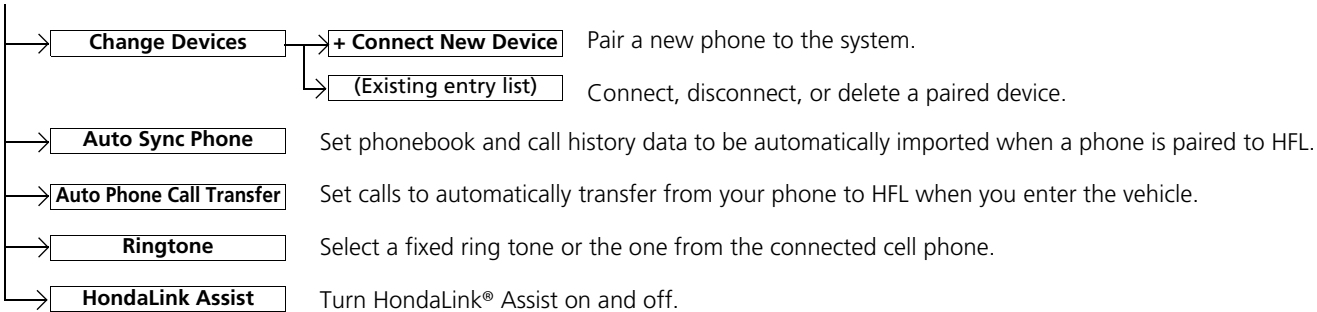 Change Devices
+ Connect New Device
Pair a new phone to the system.
(Existing entry list)
Connect, disconnect, or delete a paired device.
Auto Sync Phone
Set phonebook and call history data to be automatically imported when a phone is paired to HFL.
Auto Phone Call Transfer
Set calls to automatically transfer from your phone to HFL when you enter the vehicle.
Ringtone
Select a fixed ring tone or the one from the connected cell phone.
HondaLink Assist
Turn HondaLink® Assist on and off.